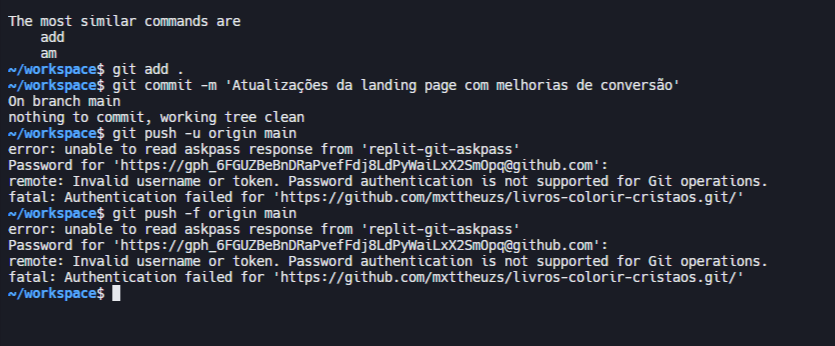 The most similar commands are
add
am
~/workspace$ git add .
~/workspace$ git commit -m 'Atualizações da landing page com melhorias de conversão'
On branch main
nothing to commit, working tree clean
~/workspace$ git push -u origin main
error: unable to read askpass response from 'replit-git-askpass'
Password for 'https://gph_6FGUZBeBnDRaPvefFdj8LdPyWaiLxX2SmOpq@github.com':
remote: Invalid username or token. Password authentication is not supported for Git operations.
fatal: Authentication failed for 'https://github.com/mxttheuzs/livros-colorir-cristaos.git/'
~/workspace$ git push -f origin main
error: unable to read askpass response from 'replit-git-askpass'
Password for 'https://gph_6FGUZBeBnDRaPvefFdj8LdPyWaiLxX2SmOpq@github.com':
remote: Invalid username or token. Password authentication is not supported for Git operations.
fatal: Authentication failed for 'https://github.com/mxttheuzs/livros-colorir-cristaos.git/'
~/workspace$